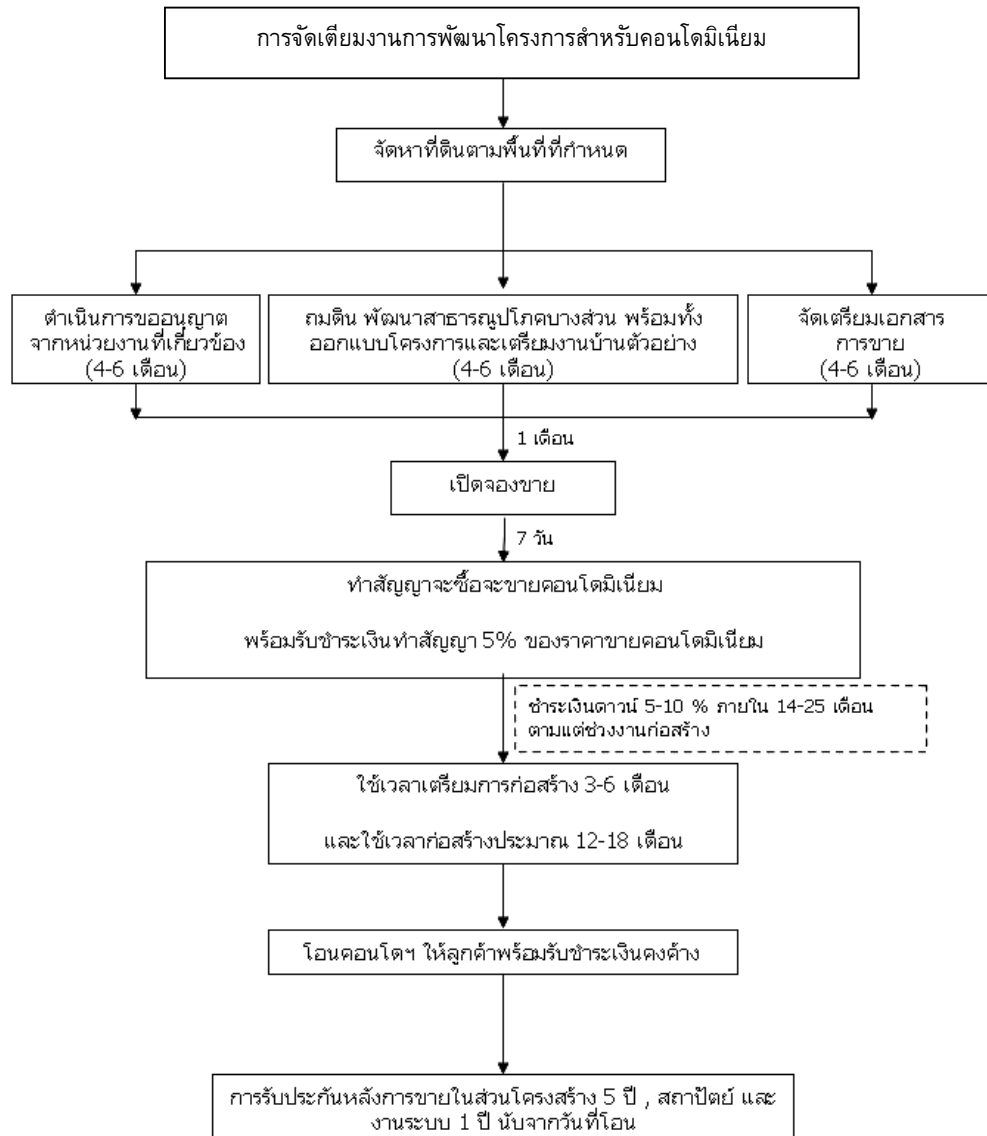 การจัดเตียมงานการพัฒนาโครงการสำหรับคอนโดมิเนียม
จัดหาที่ดินตามพื้นที่ที่กำหนด
ดำเนินการขออนุญาต
จากหน่วยงานที่เกี่ยวข้อง
(4-6 เดือน)
ถมดิน พัฒนาสาธารณูปโภคบางส่วน พร้อมทั้ง
ออกแบบโครงการและเตรียมงานบ้านตัวอย่าง
(4-6 เดือน)
จัดเตรียมเอกสาร
การขาย
(4-6 เดือน)
1 เดือน
เปิดจองขาย
7 วัน
ทำสัญญาจะซื้อจะขายคอนโดมิเนียม
พร้อมรับชำระเงินทำสัญญา 5% ของราคาขายคอนโดมิเนียม
ชำระเงินดาวน์ 5-10 % ภายใน 14-25 เดือน
ตามแต่ช่วงงานก่อสร้าง
ใช้เวลาเตรียมการก่อสร้าง 3-6 เดือน
และใช้เวลาก่อสร้างประมาณ 12-18 เดือน
โอนคอนโดฯ ให้ลูกค้าพร้อมรับชำระเงินคงค้าง
การรับประกันหลังการขายในส่วนโครงสร้าง 5 ปี , สถาปัตย์ และ
งานระบบ 1 ปี นับจากวันที่โอน